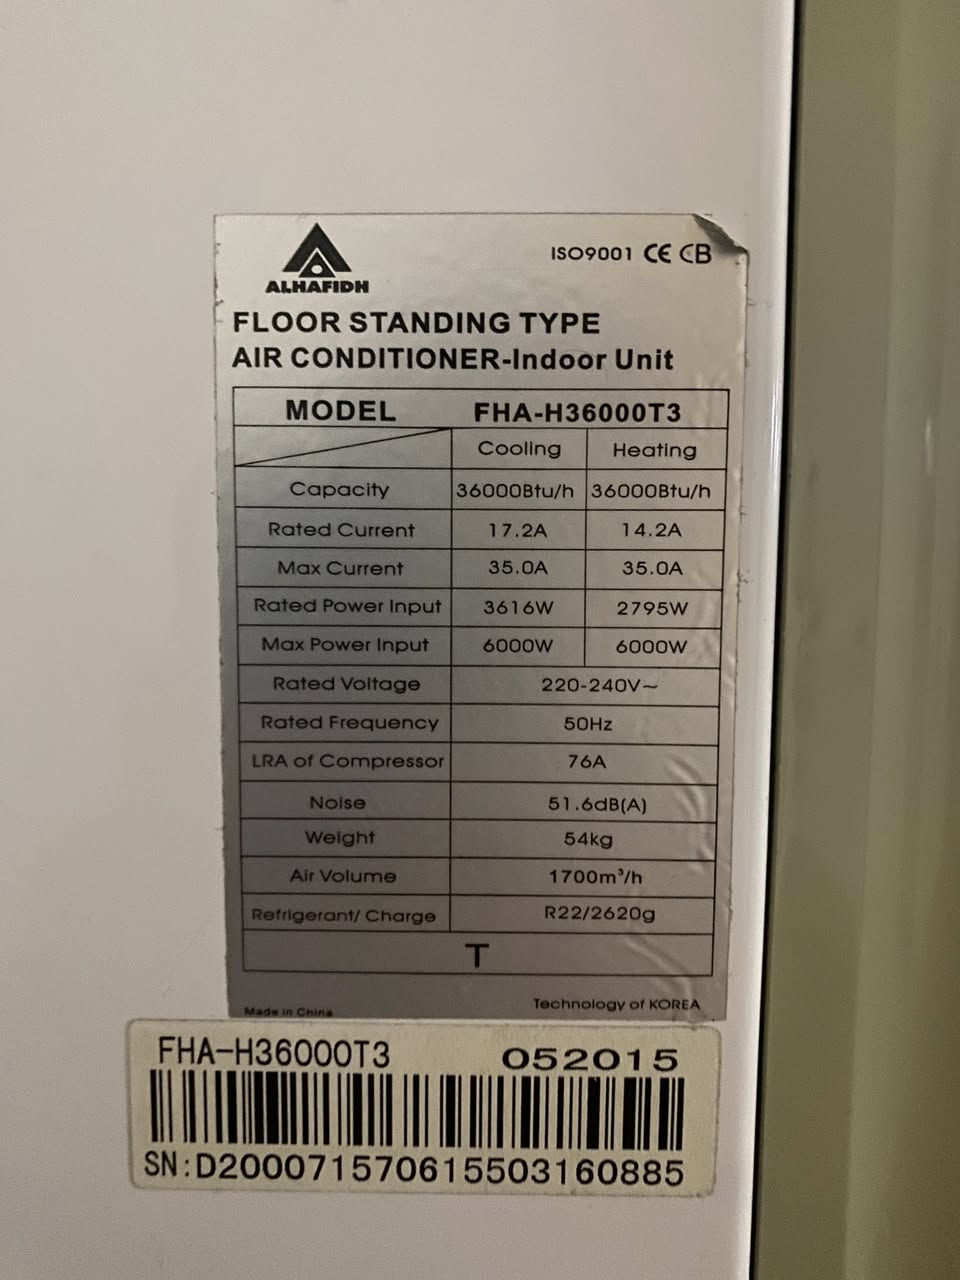 ALHAFIDH
ISO9001 CE CB
FLOOR STANDING TYPE
AIR CONDITIONER-Indoor Unit
MODEL FHA-H36000T3
Cooling Heating
Capacity 36000Btu/h 36000Btu/h
Rated Current 17.2A 14.2A
Max Current 35.0A 35.0A
Rated Power Input 3616W 2795W
Max Power Input 6000W 6000W
Rated Voltage 220-240V~
Rated Frequency 50Hz
LRA of Compressor 76A
Noise 51.6dB(A)
Weight 54kg
Air Volume 1700m³/h
Refrigerant/ Charge R22/2620g
T
Made in China Technology of KOREA
FHA-H36000T3 052015
SN:D200071570615503160885